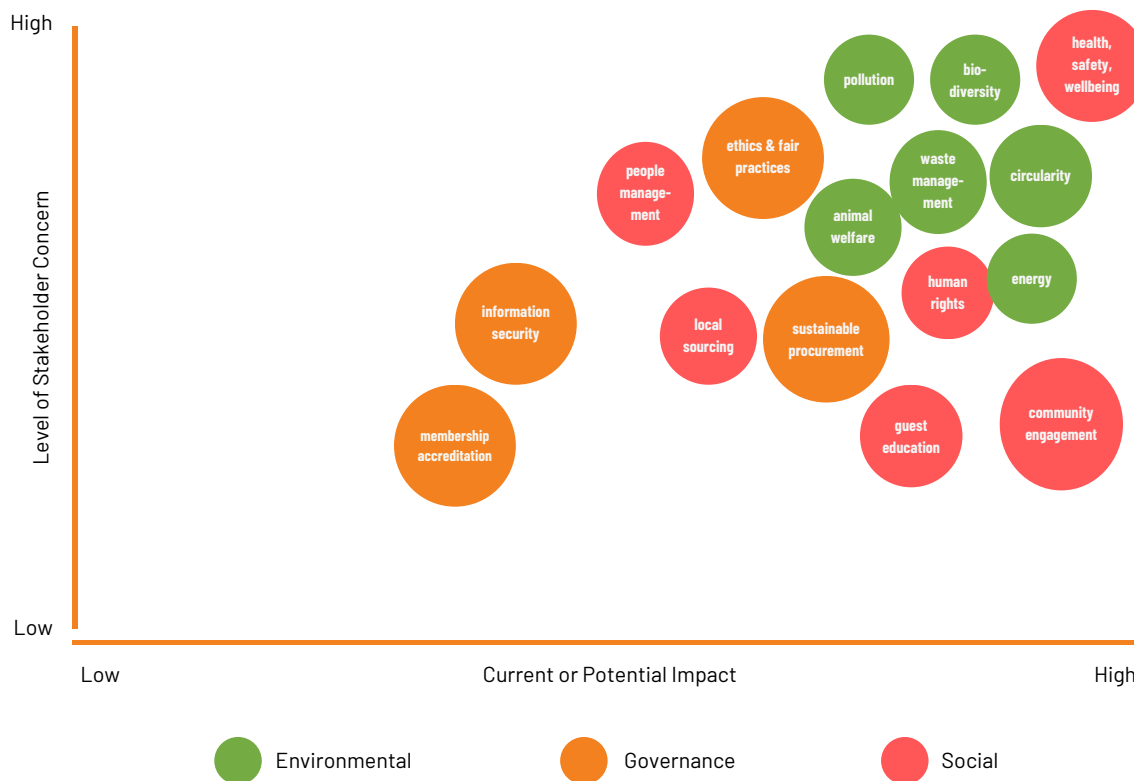 High
health,
safety,
wellbeing
pollution
bio-
diversity
ethics & fair
practices
waste
manage-
ment
circularity
people
manage-
ment
animal
welfare
Level of Stakeholder Concern
human
rights
energy
information
security
local
sourcing
sustainable
procurement
community
engagement
guest
education
membership
accreditation
Low
Low
Current or Potential Impact
High
Environmental
Governance
Social